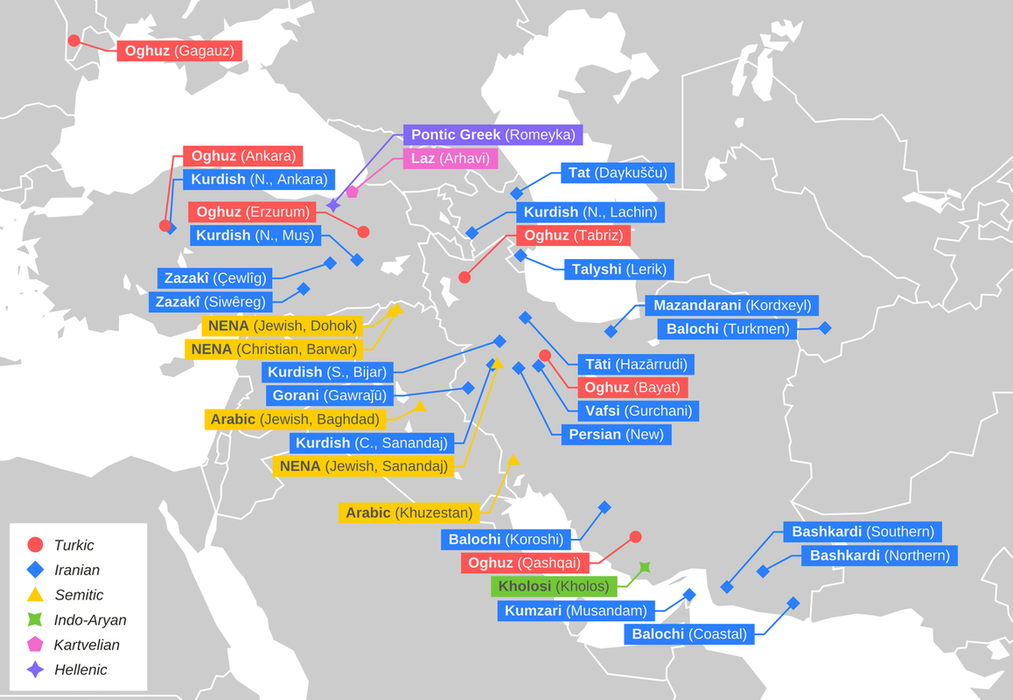 Oghuz (Gagauz)
Pontic Greek (Romeyka)
Laz (Arhavi)
Oghuz (Ankara)
Kurdish (N., Ankara)
Tat (Daγkušču)
Oghuz (Erzurum)
Kurdish (N., Lachin)
Kurdish (N., Muş)
Oghuz (Tabriz)
Zazakî (Çewlîg)
Talyshi (Lerik)
Zazakî (Siwêreg)
Mazandarani (Kordxeyl)
NENA (Jewish, Dohok)
Balochi (Turkmen)
NENA (Christian, Barwar)
Kurdish (S., Bijar)
Tāti (Hazārrudi)
Gorani (Gawraǰū)
Oghuz (Bayat)
Arabic (Jewish, Baghdad)
Vafsi (Gurchani)
Kurdish (C., Sanandaj)
Persian (New)
NENA (Jewish, Sanandaj)
Arabic (Khuzestan)
Balochi (Koroshi)
Bashkardi (Southern)
Oghuz (Qashqai)
Bashkardi (Northern)
Kholosi (Kholos)
Kumzari (Musandam)
Balochi (Coastal)
Turkic
Iranian
Semitic
Indo-Aryan
Kartvelian
Hellenic